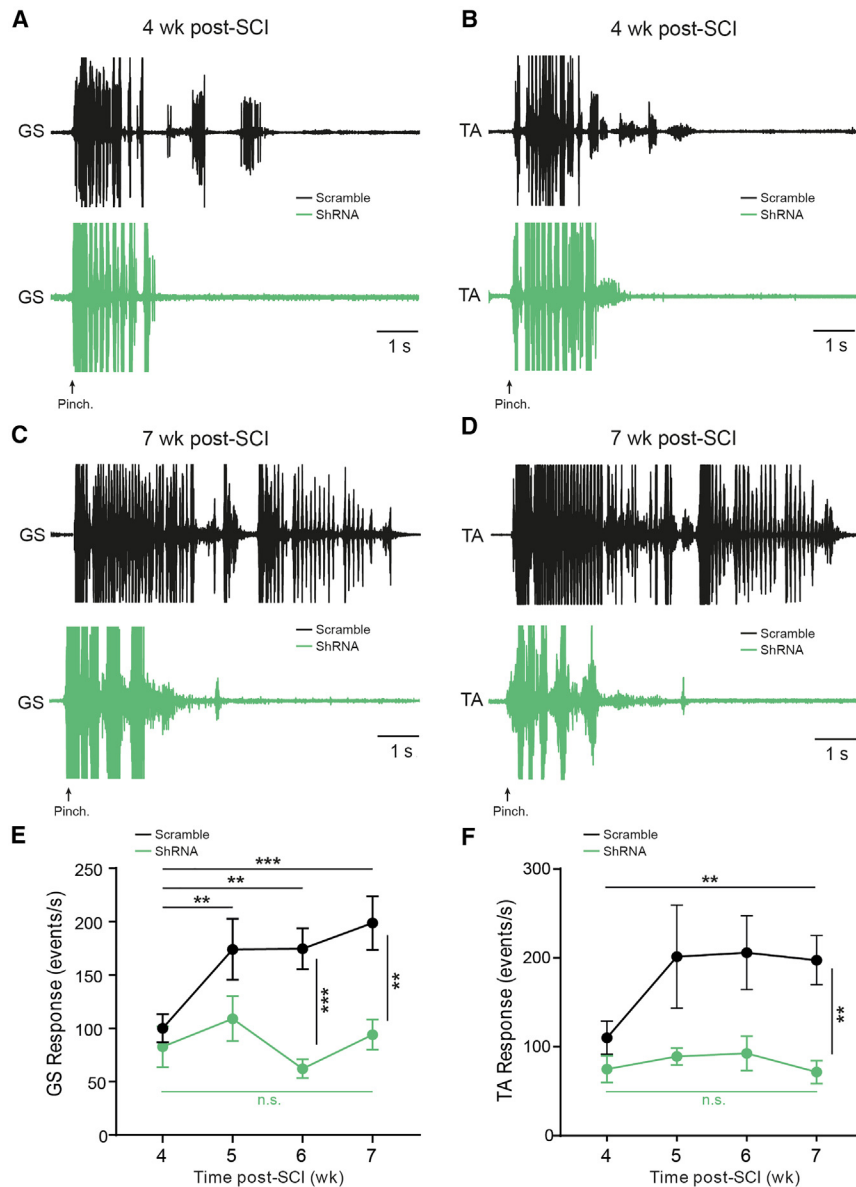 A
4 wk post-SCI
GS
Scramble
ShRNA
GS
1 s
Pinch.
B
4 wk post-SCI
TA
Scramble
ShRNA
TA
1 s
Pinch.
C
7 wk post-SCI
GS
Scramble
ShRNA
GS
1 s
Pinch.
D
7 wk post-SCI
TA
Scramble
ShRNA
TA
1 s
Pinch.
E
Scramble
ShRNA
***
**
**
***
**
n.s.
GS Response (events/s)
250
200
150
100
50
0
4 5 6 7
Time post-SCI (wk)
F
Scramble
ShRNA
**
**
n.s.
TA Response (events/s)
300
200
100
0
4 5 6 7
Time post-SCI (wk)